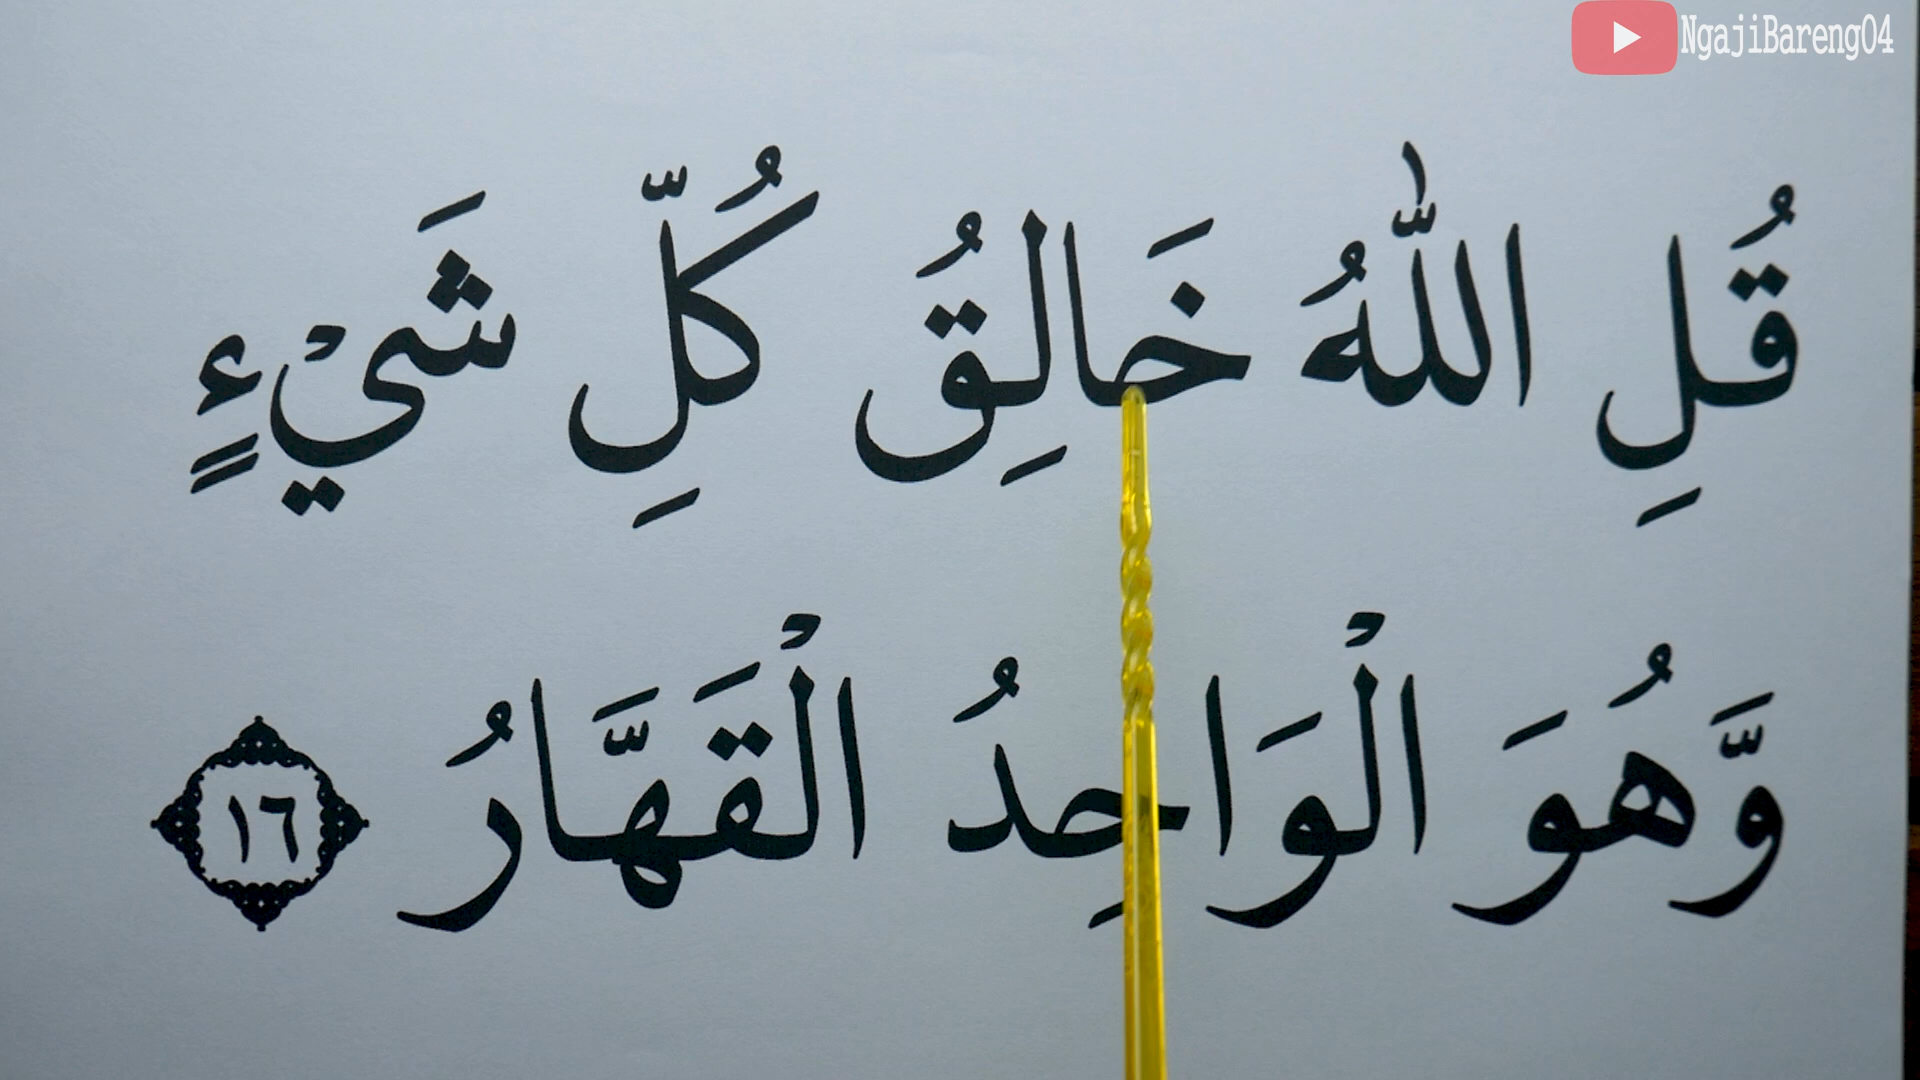 NgajiBareng04
قُلِ اللّٰهُ خَالِقُ كُلِّ شَيْءٍ
وَّهُوَ الْوَاحِدُ الْقَهَّارُ ١٦